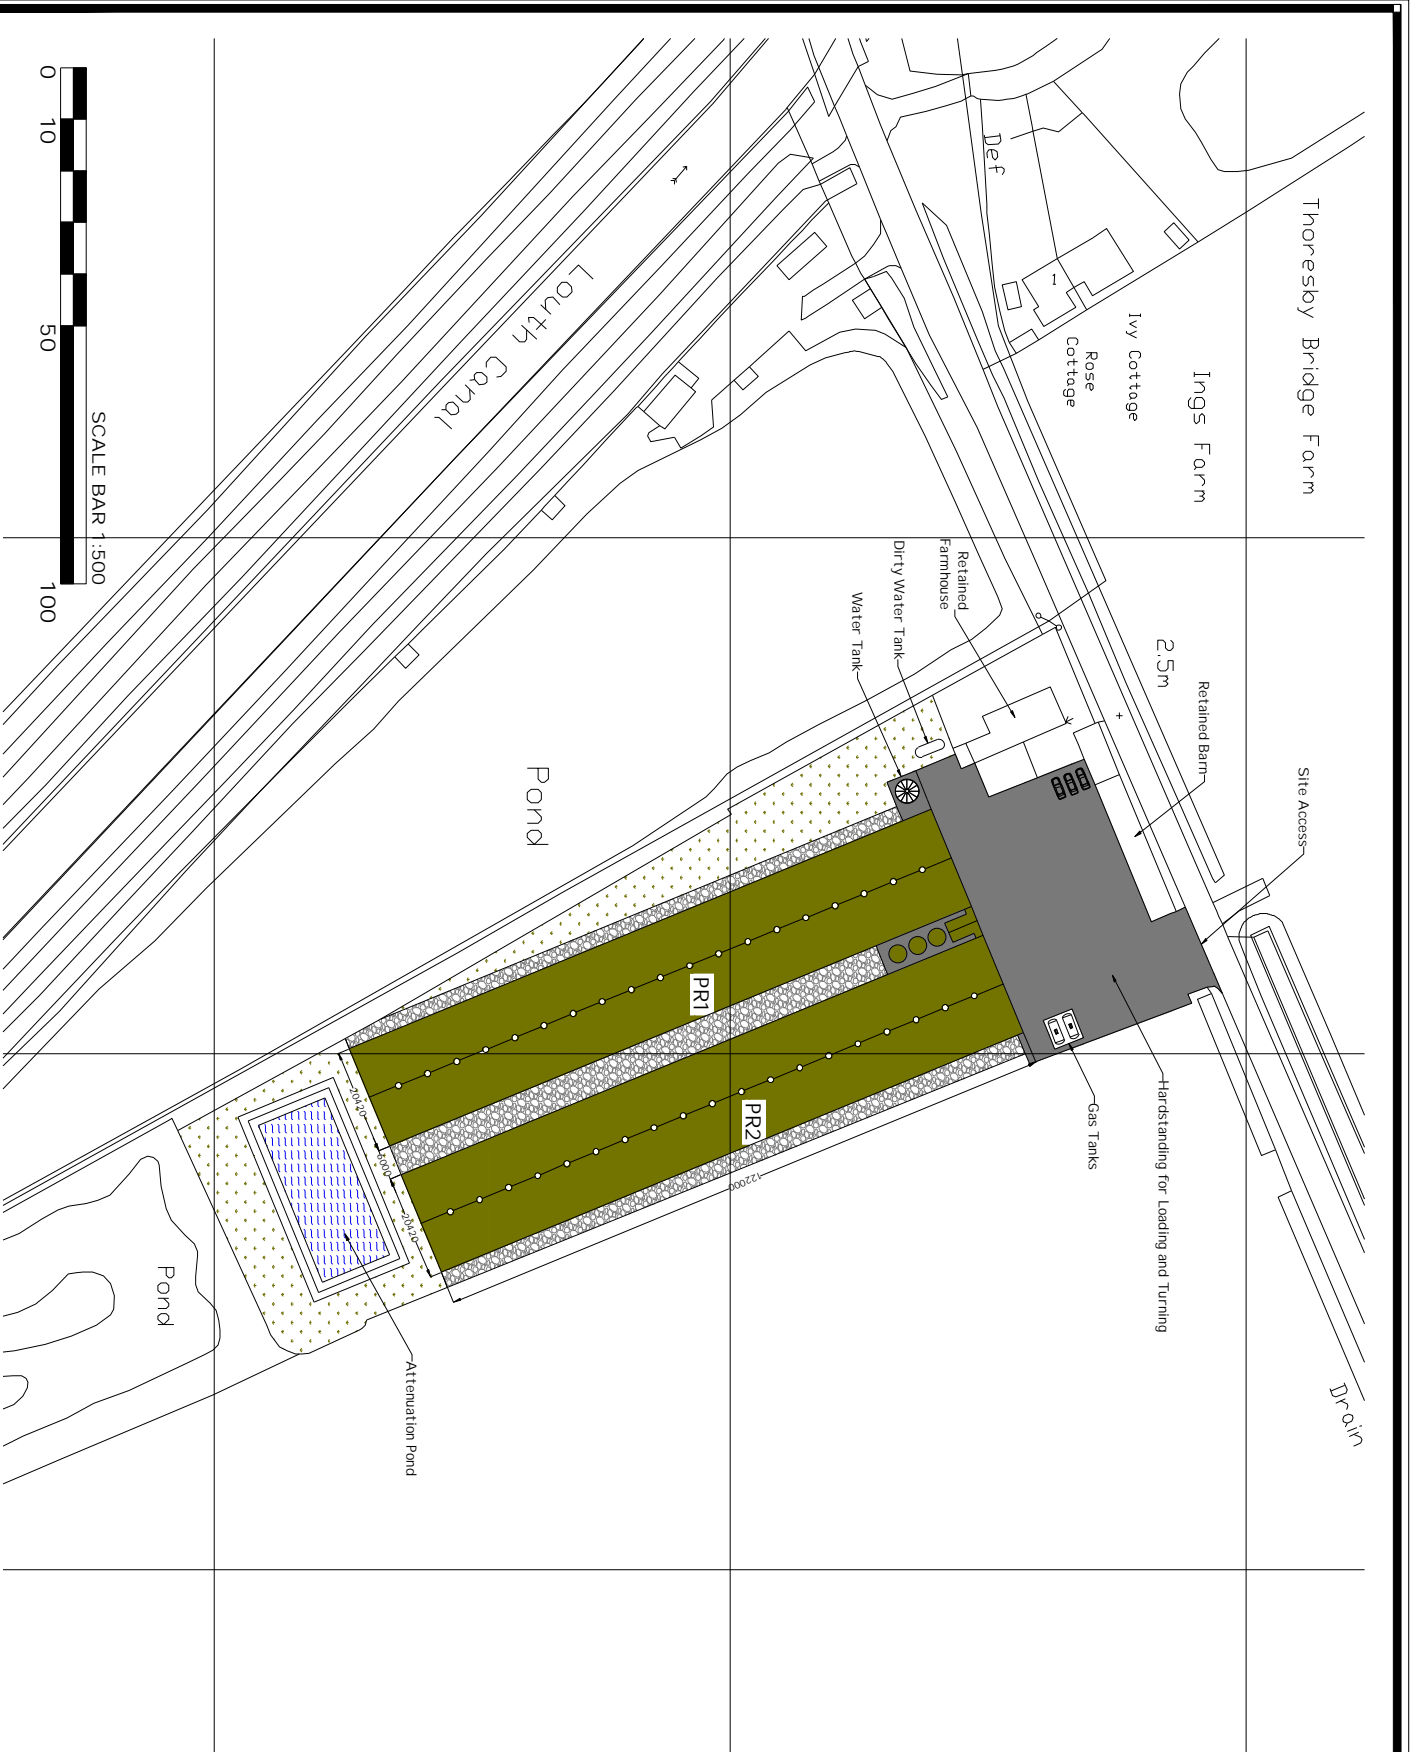 Thoresby Bridge Farm
Ings Farm
Ivy Cottage
Rose
Cottage
1
Def
Louth Canal
Site Access
Retained Barn
2.5m
Retained
Farmhouse
Dirty Water Tank
Water Tank
Hardstanding for Loading and Turning
Gas Tanks
Drain
PR1
PR2
Pond
20420
6000
20420
122000
Attenuation Pond
Pond
SCALE BAR 1:500
0 10 50 100